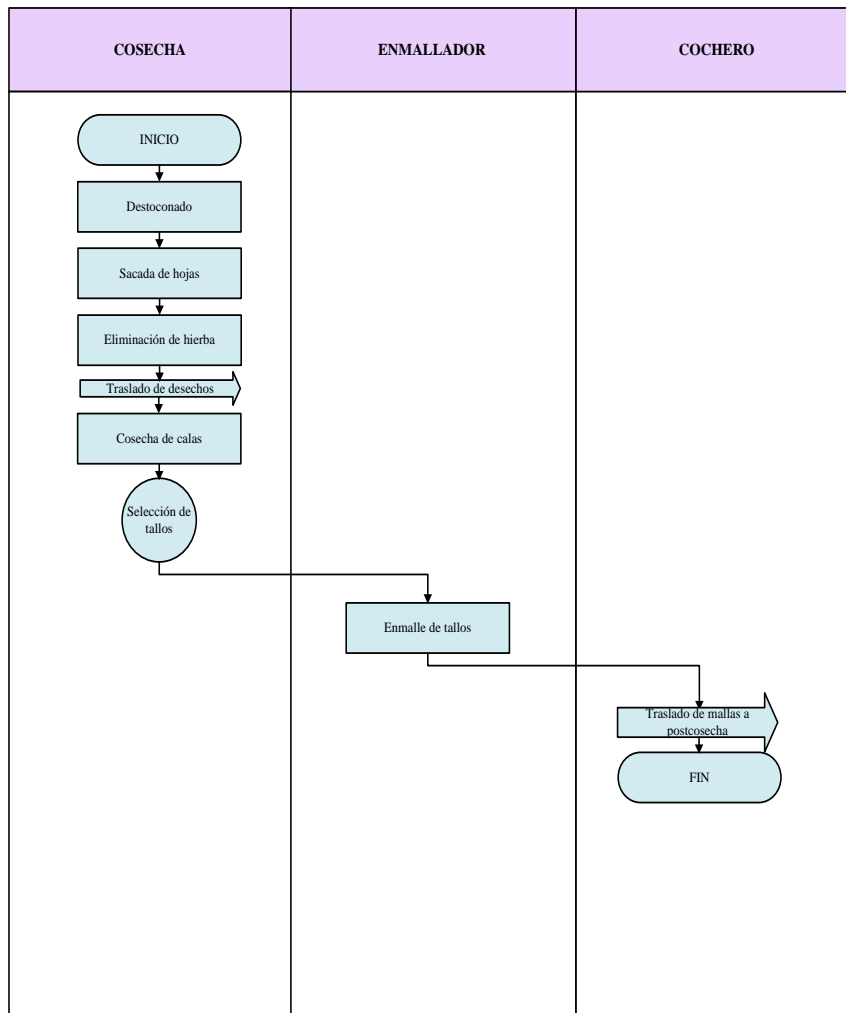 COSECHA
ENMALLADOR
COCHERO
INICIO
Destoconado
Sacada de hojas
Eliminación de hierba
Traslado de desechos
Cosecha de calas
Selección de
tallos
Enmalle de tallos
Traslado de mallas a
postcosecha
FIN